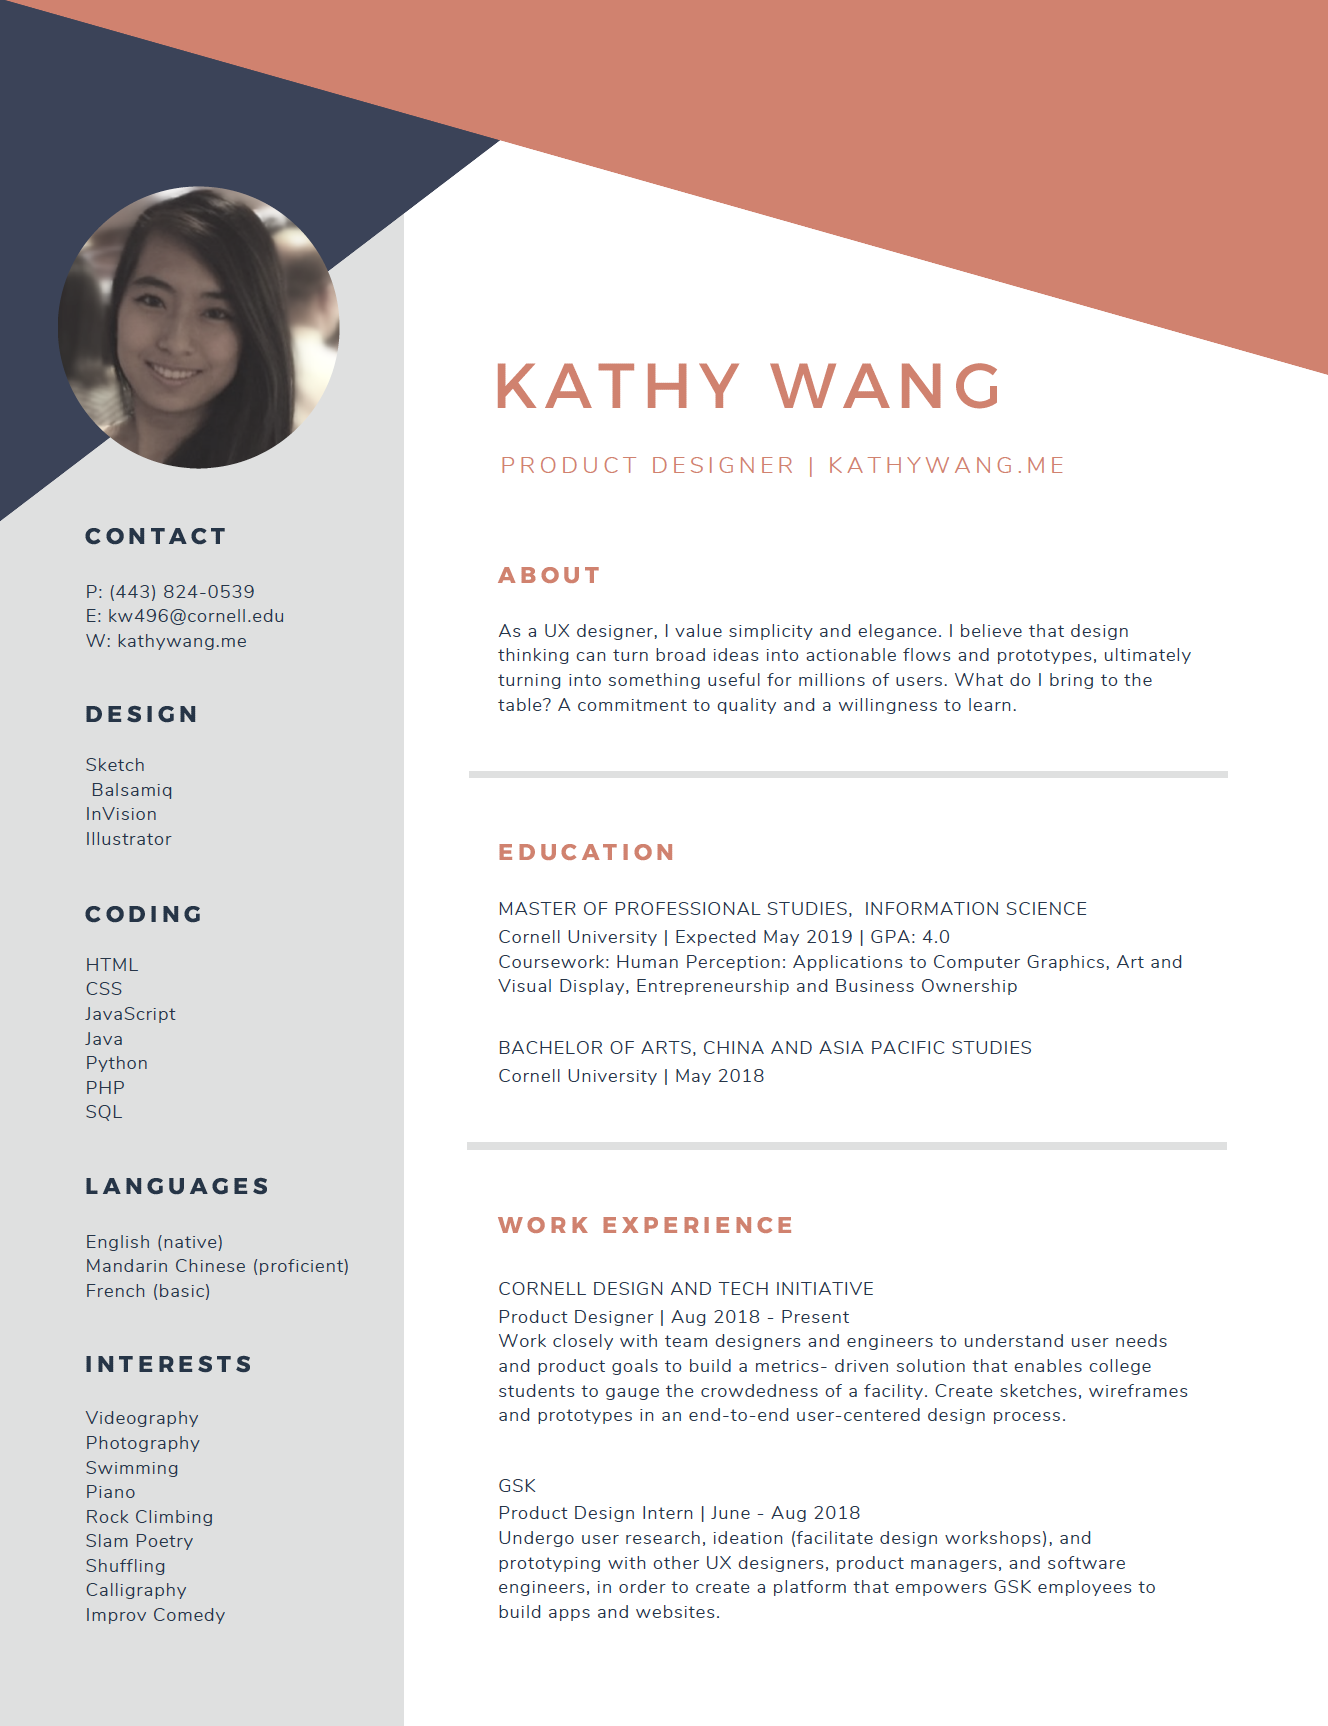 KATHY WANG
PRODUCT DESIGNER | KATHYWANG.ME
CONTACT
P: (443) 824-0539
E: kw496@cornell.edu
W: kathywang.me
DESIGN
Sketch
Balsamiq
InVision
Illustrator
CODING
HTML
CSS
JavaScript
Java
Python
PHP
SQL
LANGUAGES
English (native)
Mandarin Chinese (proficient)
French (basic)
INTERESTS
Videography
Photography
Swimming
Piano
Rock Climbing
Slam Poetry
Shuffling
Calligraphy
Improv Comedy
ABOUT
As a UX designer, I value simplicity and elegance. I believe that design
thinking can turn broad ideas into actionable flows and prototypes, ultimately
turning into something useful for millions of users. What do I bring to the
table? A commitment to quality and a willingness to learn.
EDUCATION
MASTER OF PROFESSIONAL STUDIES,  INFORMATION SCIENCE
Cornell University | Expected May 2019 | GPA: 4.0
Coursework: Human Perception: Applications to Computer Graphics, Art and
Visual Display, Entrepreneurship and Business Ownership
BACHELOR OF ARTS, CHINA AND ASIA PACIFIC STUDIES
Cornell University | May 2018
WORK EXPERIENCE
CORNELL DESIGN AND TECH INITIATIVE
Product Designer | Aug 2018 - Present
Work closely with team designers and engineers to understand user needs
and product goals to build a metrics- driven solution that enables college
students to gauge the crowdedness of a facility. Create sketches, wireframes
and prototypes in an end-to-end user-centered design process.
GSK
Product Design Intern | June - Aug 2018
Undergo user research, ideation (facilitate design workshops), and
prototyping with other UX designers, product managers, and software
engineers, in order to create a platform that empowers GSK employees to
build apps and websites.